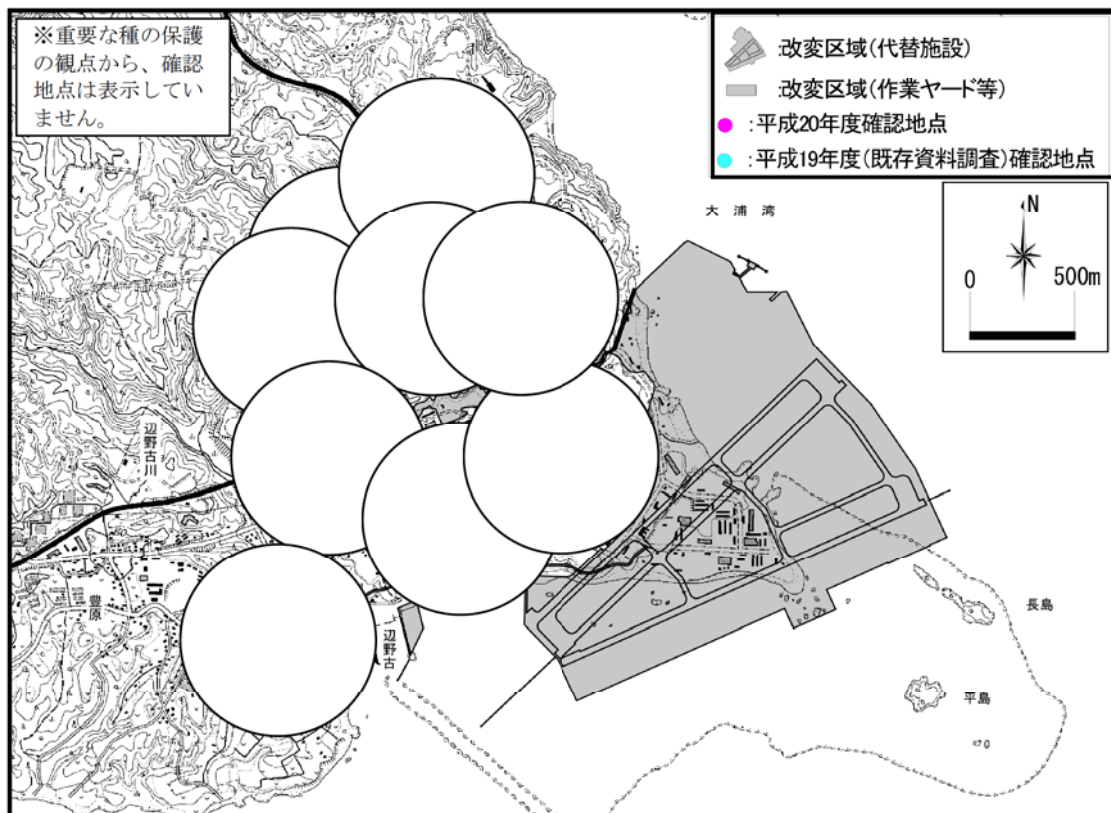 ※重要な種の保護
の観点から、確認
地点は表示してい
ません。
:改変区域(代替施設)
:改変区域(作業ヤード等)
:平成20年度確認地点
:平成19年度(既存資料調査)確認地点
大浦湾
N
0 500m
辺野古川
豊原
辺野古
長島
平島